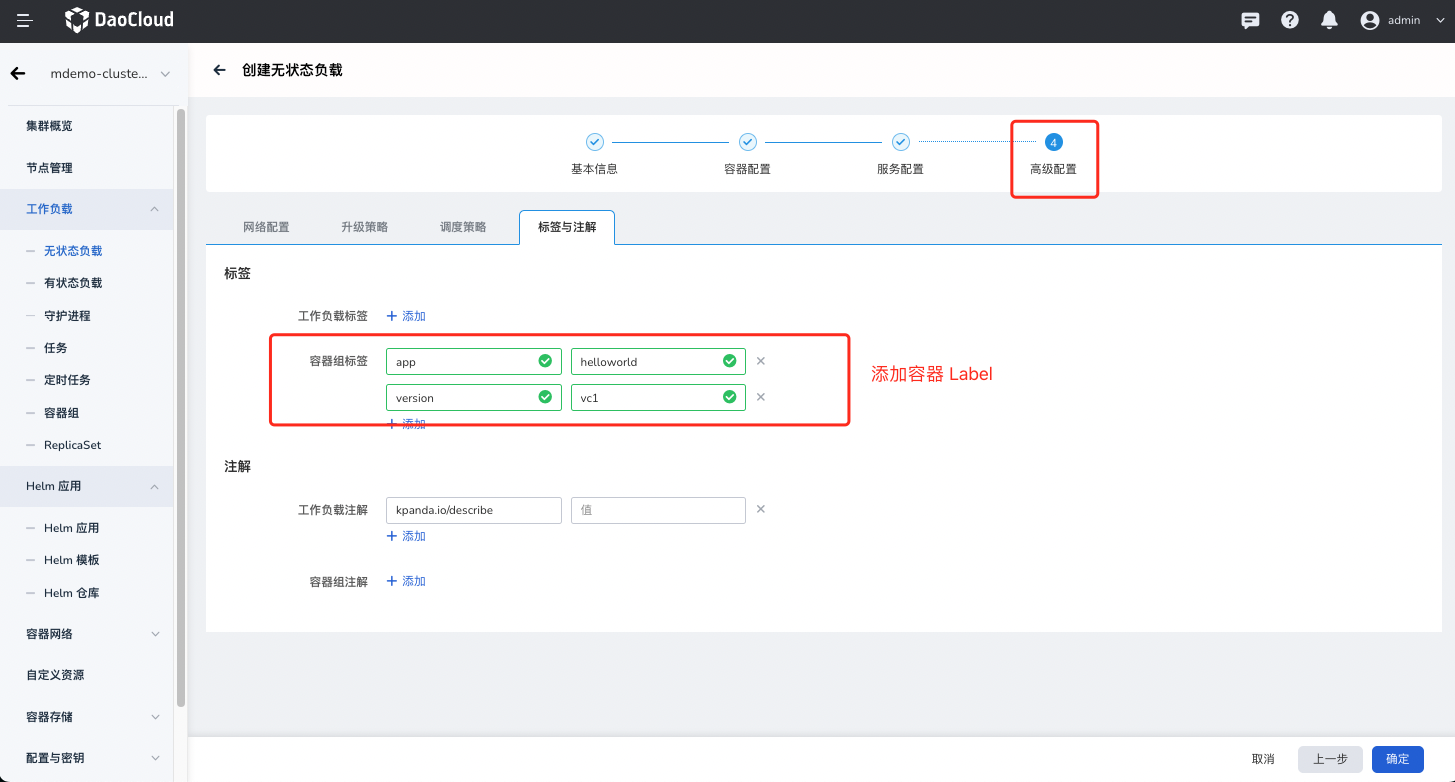 DaoCloud
admin
mdemo-cluste...
创建无状态负载
集群概览
节点管理
工作负载
无状态负载
有状态负载
守护进程
任务
定时任务
容器组
ReplicaSet
Helm 应用
Helm 应用
Helm 模板
Helm 仓库
容器网络
自定义资源
容器存储
配置与密钥
4
基本信息 容器配置 服务配置 高级配置
网络配置 升级策略 调度策略 标签与注解
标签
工作负载标签 添加
容器组标签 app helloworld
version vc1
添加
添加容器 Label
注解
工作负载注解 kpanda.io/describe 值
添加
容器组注解 添加
取消 上一步 确定